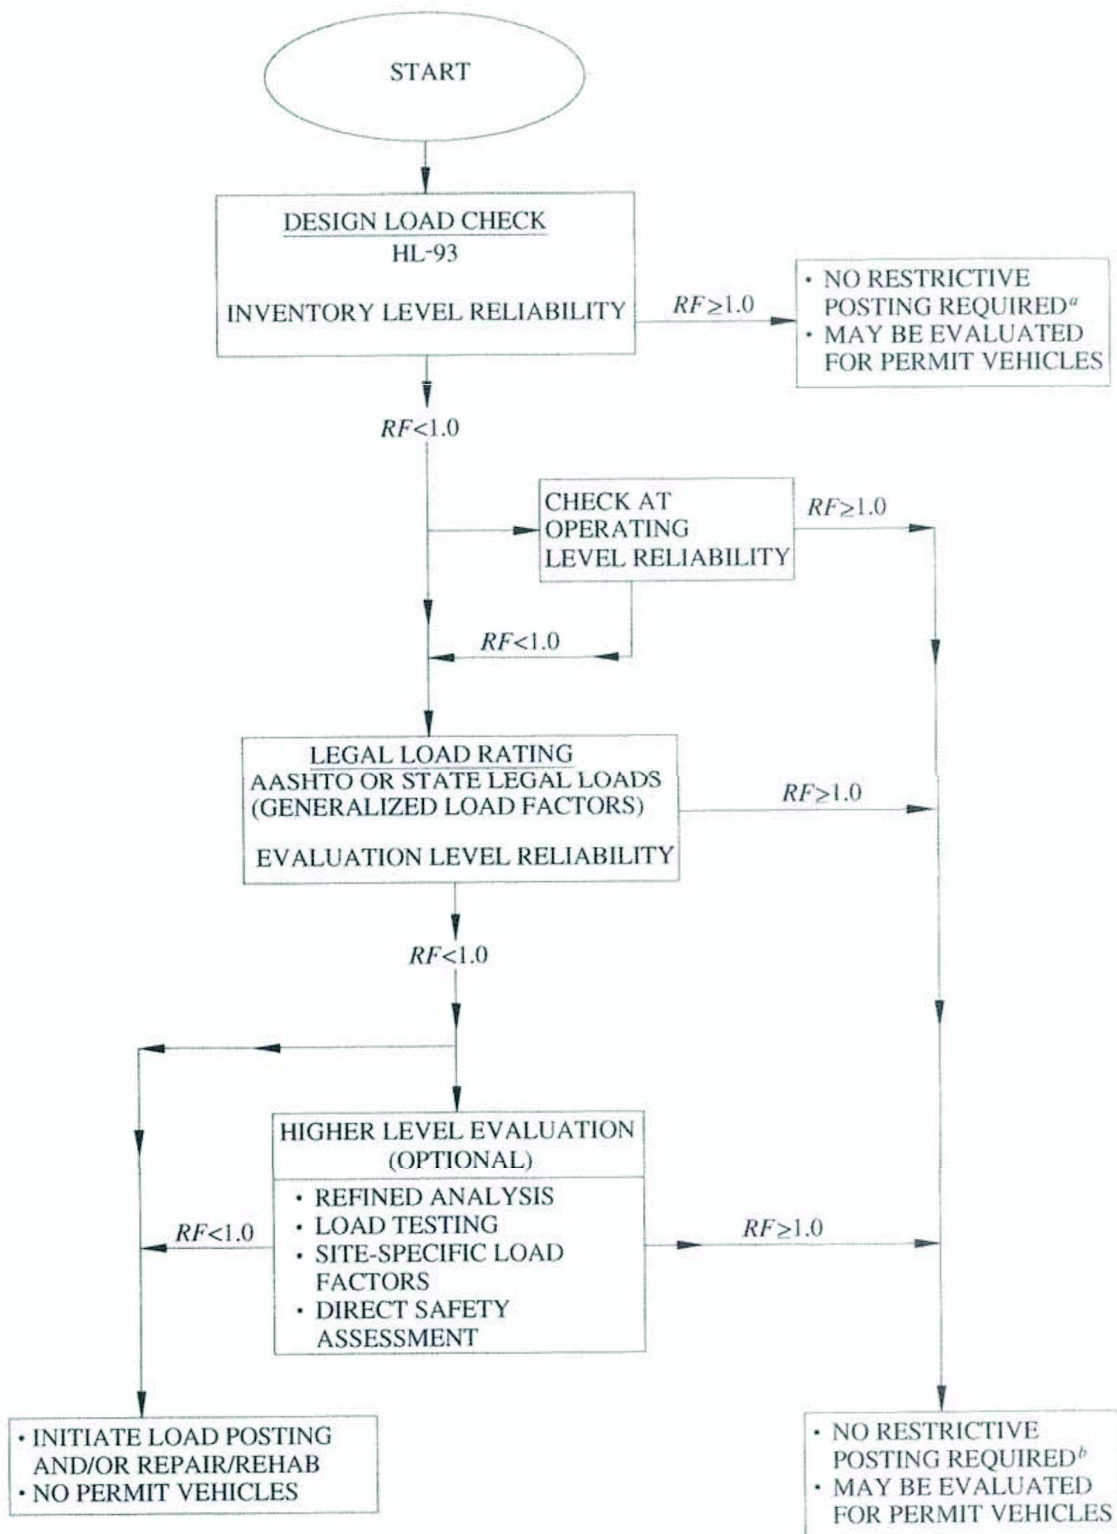 START
DESIGN LOAD CHECK
HL-93
INVENTORY LEVEL RELIABILITY
RF≥1.0
• NO RESTRICTIVE
POSTING REQUIREDᵃ
• MAY BE EVALUATED
FOR PERMIT VEHICLES
RF<1.0
CHECK AT
OPERATING
LEVEL RELIABILITY
RF≥1.0
RF<1.0
LEGAL LOAD RATING
AASHTO OR STATE LEGAL LOADS
(GENERALIZED LOAD FACTORS)
EVALUATION LEVEL RELIABILITY
RF≥1.0
RF<1.0
HIGHER LEVEL EVALUATION
(OPTIONAL)
• REFINED ANALYSIS
• LOAD TESTING
• SITE-SPECIFIC LOAD
FACTORS
• DIRECT SAFETY
ASSESSMENT
RF<1.0
RF≥1.0
• INITIATE LOAD POSTING
AND/OR REPAIR/REHAB
• NO PERMIT VEHICLES
• NO RESTRICTIVE
POSTING REQUIREDᵇ
• MAY BE EVALUATED
FOR PERMIT VEHICLES